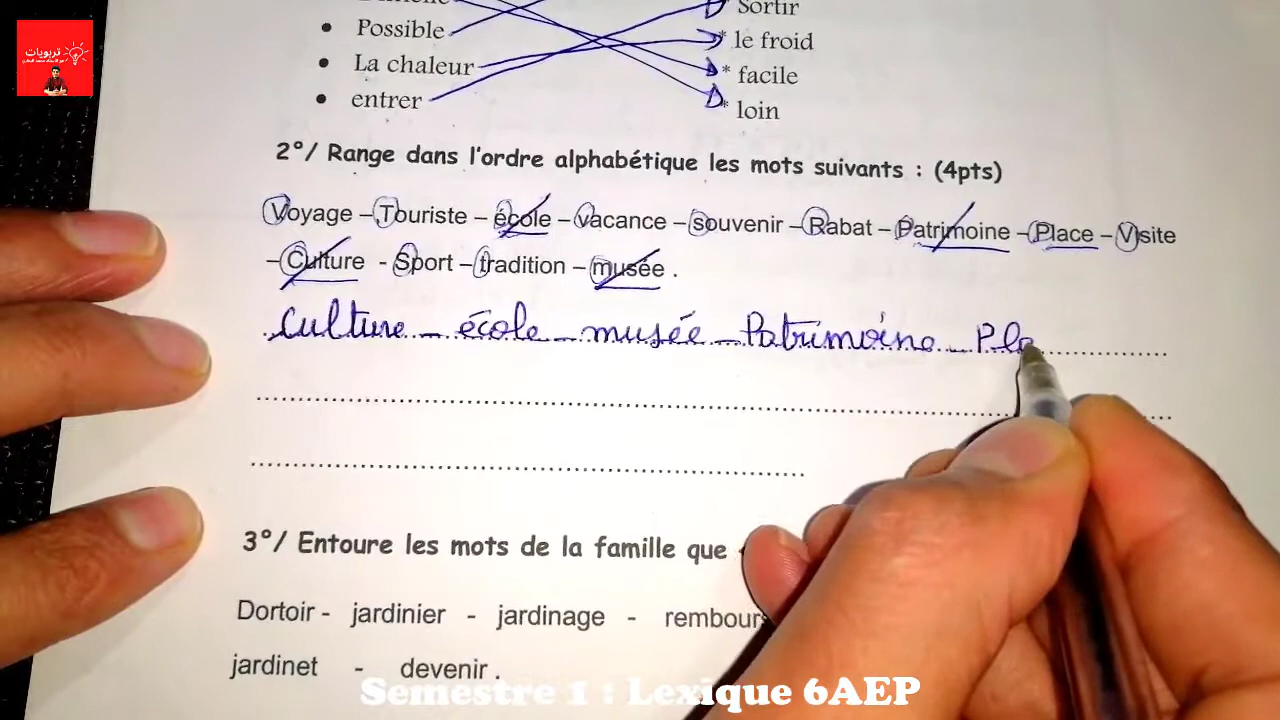 تربويات
Sortir
Possible
* le froid
La chaleur
* facile
entrer
* loin
2°/ Range dans l'ordre alphabétique les mots suivants : (4pts)
Voyage – Touriste – école – vacance – souvenir – Rabat – Patrimoine – Place – Visite
– Culture - Sport – tradition – musée .
Culture – école – musée – Patrimoine – Pla
3°/ Entoure les mots de la famille que
Dortoir - jardinier - jardinage - rembours
jardinet - devenir .
Semestre 1 : Lexique 6AEP